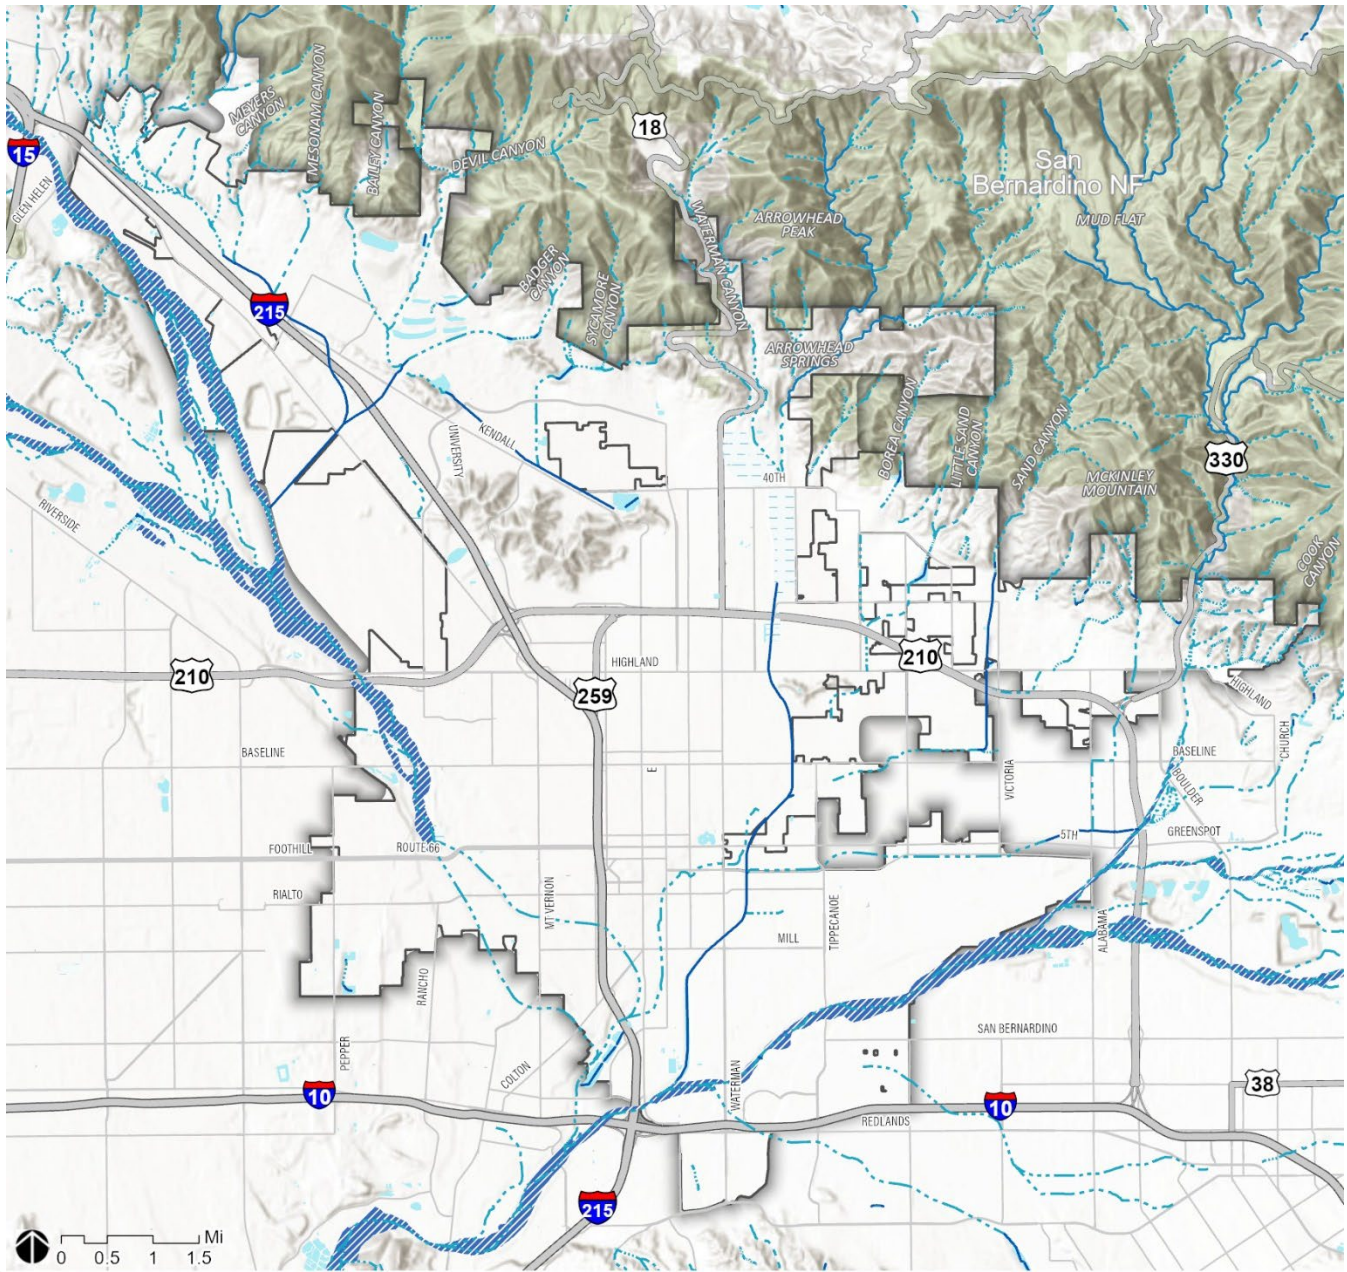 18
MEYERS
CANYON
MESONAM CANYON
BAILEY CANYON
DEVIL CANYON
15
GLEN HELEN
San
Bernardino NF
WATERMAN CANYON
ARROWHEAD
PEAK
MUD FLAT
BADGER
CANYON
SYCAMORE
CANYON
215
ARROWHEAD
SPRINGS
BOREA CANYON
LITTLE SAND
CANYON
SAND CANYON
UNIVERSITY
KENDALL
330
40TH
MCKINLEY
MOUNTAIN
RIVERSIDE
COOK
CANYON
210
HIGHLAND
210
259
HIGHLAND
BASELINE
E
VICTORIA
BASELINE
CHURCH
BOULDER
FOOTHILL
ROUTE 66
5TH
GREENSPOT
RIALTO
MT VERNON
TIPPECANOE
MILL
ALABAMA
RANCHO
SAN BERNARDINO
PEPPER
COLTON
WATERMAN
10
10
38
REDLANDS
215
Mi
0 0.5 1 1.5